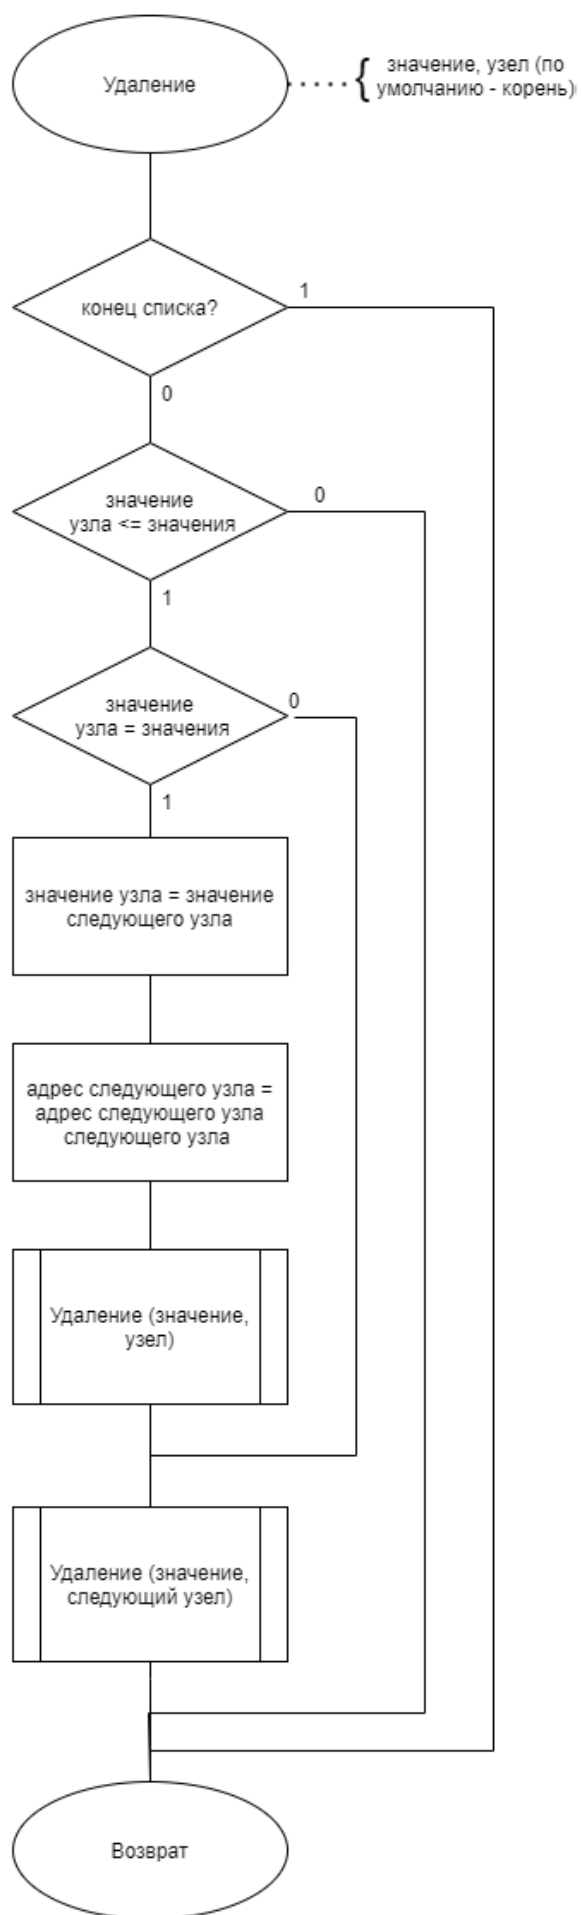 Удаление
значение, узел (по
умолчанию - корень)
конец списка?
1
0
значение
узла <= значения
0
1
значение
узла = значения
0
1
значение узла = значение
следующего узла
адрес следующего узла =
адрес следующего узла
следующего узла
Удаление (значение,
узел)
Удаление (значение,
следующий узел)
Возврат